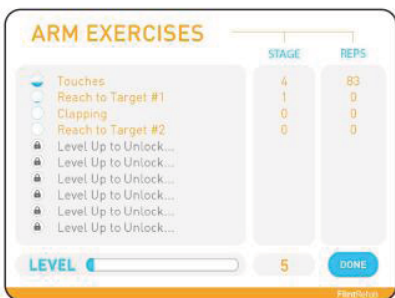 ARM EXERCISES
STAGE REPS
Touches 4 83
Reach to Target #1 1 0
Clapping 0 0
Reach to Target #2 0 0
Level Up to Unlock...
Level Up to Unlock...
Level Up to Unlock...
Level Up to Unlock...
Level Up to Unlock...
Level Up to Unlock...
LEVEL 5 DONE
FlintRehab